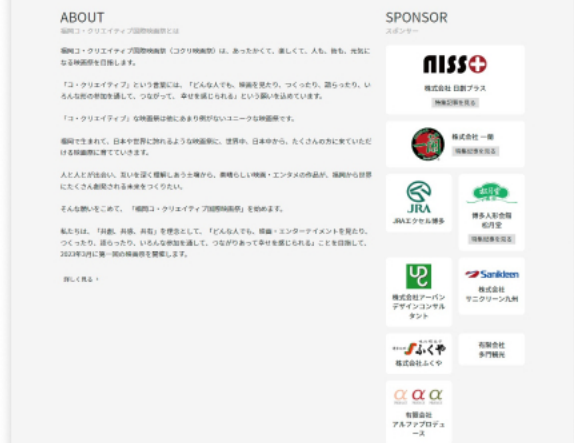 ABOUT
福岡コ・クリエイティブ国際映画祭とは
福岡コ・クリエイティブ国際映画祭（コクリ映画祭）は、あったかくて、楽しくて、人も、街も、元気に
なる映画祭を目指します。
「コ・クリエイティブ」という言葉には、「どんな人でも、映画を見たり、つくったり、語らったり、い
ろんな形の参加を通して、つながって、幸せを感じられる」という願いを込めています。
「コ・クリエイティブ」な映画祭は他にあまり例がないユニークな映画祭です。
福岡で生まれて、日本や世界に誇れるような映画祭に、世界中、日本中から、たくさんの方に来ていただ
ける映画祭に育てていきます。
人と人とが出会い、互いを深く理解しあう土壌から、素晴らしい映画・エンタメの作品が、福岡から世界
にたくさん創発される未来をつくりたい。
そんな願いをこめて、「福岡コ・クリエイティブ国際映画祭」を始めます。
私たちは、「共創、共感、共有」を理念として、「どんな人でも、映画・エンターテイメントを見たり、
つくったり、語らったり、いろんな参加を通して、つながりあって幸せを感じられる」ことを目指して、
2023年3月に第一回の映画祭を開催します。
詳しく見る
SPONSOR
スポンサー
NISS
株式会社 日創プラス
特集記事を見る
一蘭
株式会社 一蘭
特集記事を見る
JRA
JRAエクセル博多
松月堂
博多人形会館
松月堂
特集記事を見る
株式会社アーバン
デザインコンサル
タント
Sanikleen
株式会社
サニクリーン九州
ふくや
株式会社ふくや
有限会社
多門観光
α α α
有限会社
アルファプロデュ
ース